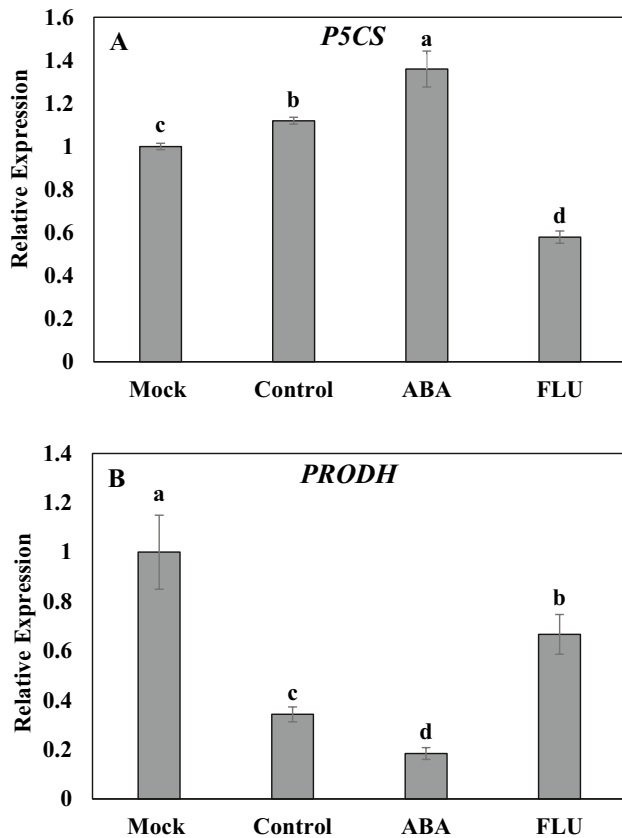 1.6
A
P5CS
1.4
a
1.2
b
c
1
Relative Expression
0.8
d
0.6
0.4
0.2
0
Mock Control ABA FLU
1.4
B
PRODH
1.2
a
1
Relative Expression
0.8
b
0.6
0.4
c
d
0.2
0
Mock Control ABA FLU